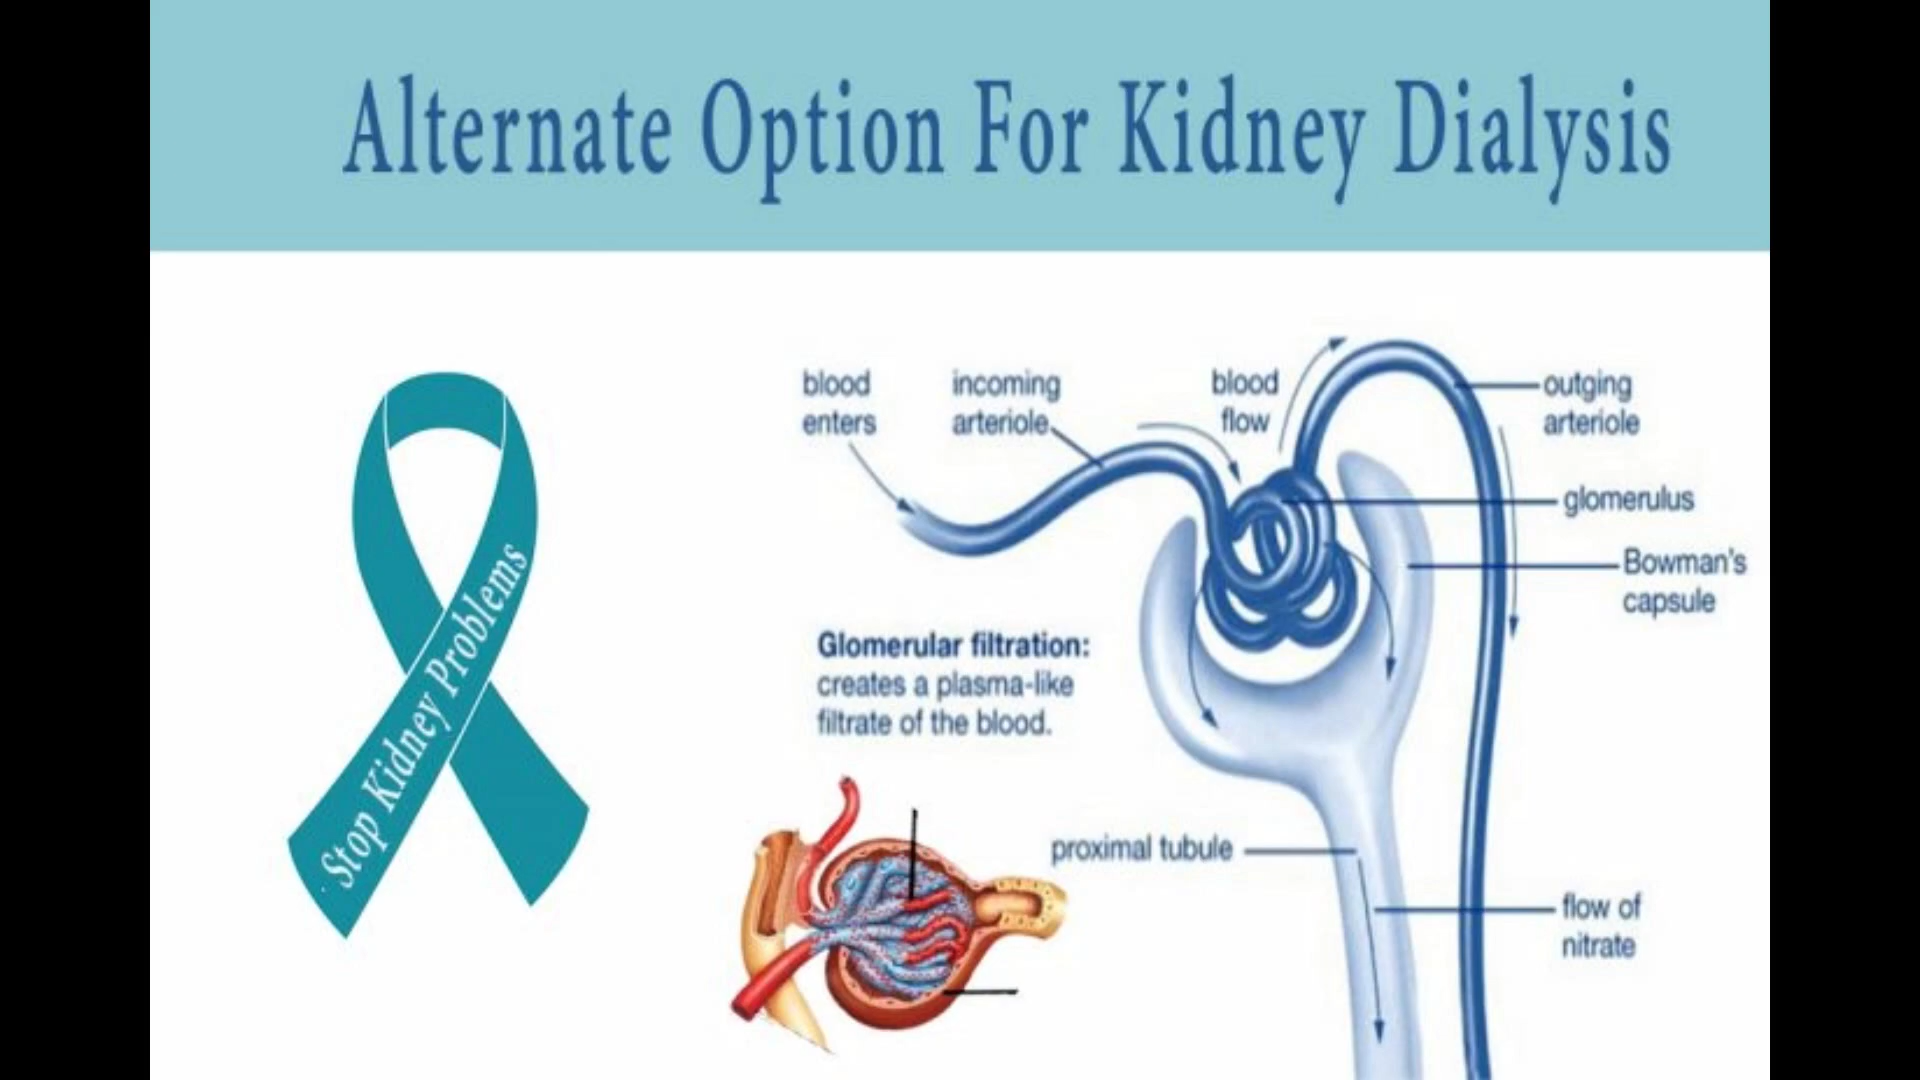 Alternate Option For Kidney Dialysis
blood
enters
incoming
arteriole
blood
flow
outging
arteriole
glomerulus
Bowman's
capsule
Glomerular filtration:
creates a plasma-like
filtrate of the blood.
Stop Kidney Problems
proximal tubule
flow of
nitrate